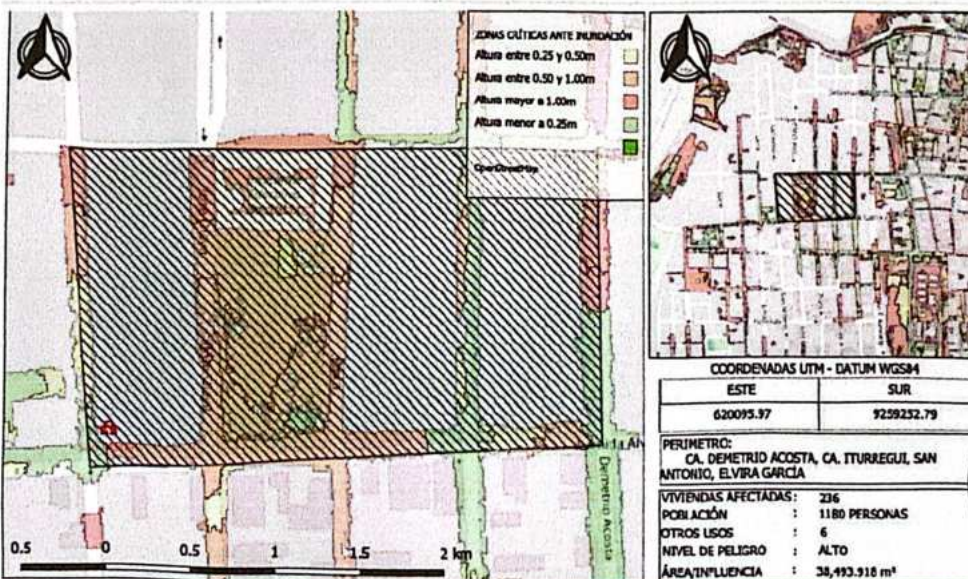 ZONAS CRÍTICAS ANTE INUNDACIÓN
Altura entre 0.25 y 0.50m
Altura entre 0.50 y 1.00m
Altura mayor a 1.00m
Altura menor a 0.25m
OpenStreetMap
Demetrio Acosta
0.5 0 0.5 1 1.5 2 km
COORDENADAS UTM - DATUM WGS84
ESTE SUR
620095.97 9259252.79
PERIMETRO:
CA. DEMETRIO ACOSTA, CA. ITURREGUI, SAN
ANTONIO, ELVIRA GARCÍA
VIVIENDAS AFECTADAS : 236
POBLACIÓN : 1180 PERSONAS
OTROS USOS : 6
NIVEL DE PELIGRO : ALTO
ÁREA/INFLUENCIA : 38,493.918 m²